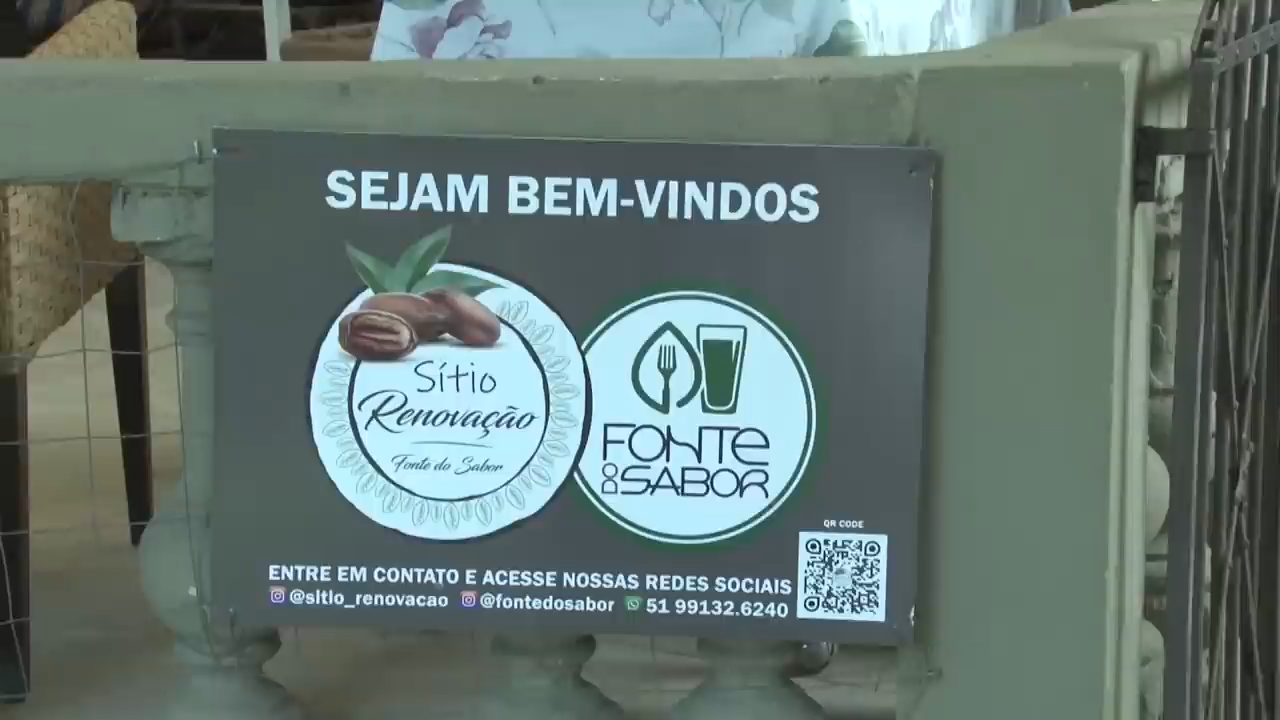 SEJAM BEM-VINDOS
Sítio
Renovação
Fonte do Sabor
FONTE
DO SABOR
QR CODE
ENTRE EM CONTATO E ACESSE NOSSAS REDES SOCIAIS
@sitio_renovacao @fontedosabor 51 99132.6240